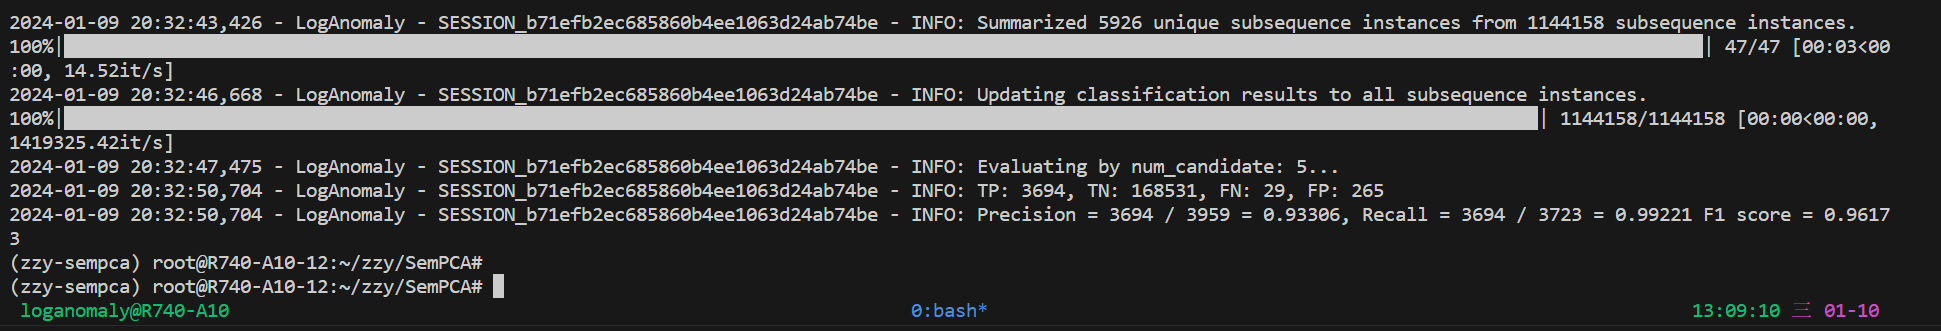 2024-01-09 20:32:43,426 - LogAnomaly - SESSION_b71efb2ec685860b4ee1063d24ab74be - INFO: Summarized 5926 unique subsequence instances from 1144158 subsequence instances.
100%|| 47/47 [00:03<00
:00, 14.52it/s]
2024-01-09 20:32:46,668 - LogAnomaly - SESSION_b71efb2ec685860b4ee1063d24ab74be - INFO: Updating classification results to all subsequence instances.
100%|| 1144158/1144158 [00:00<00:00,
1419325.42it/s]
2024-01-09 20:32:47,475 - LogAnomaly - SESSION_b71efb2ec685860b4ee1063d24ab74be - INFO: Evaluating by num_candidate: 5...
2024-01-09 20:32:50,704 - LogAnomaly - SESSION_b71efb2ec685860b4ee1063d24ab74be - INFO: TP: 3694, TN: 168531, FN: 29, FP: 265
2024-01-09 20:32:50,704 - LogAnomaly - SESSION_b71efb2ec685860b4ee1063d24ab74be - INFO: Precision = 3694 / 3959 = 0.93306, Recall = 3694 / 3723 = 0.99221 F1 score = 0.9617
3
(zzy-sempca) root@R740-A10-12:~/zzy/SemPCA#
(zzy-sempca) root@R740-A10-12:~/zzy/SemPCA#
loganomaly@R740-A10 0:bash* 13:09:10 三 01-10